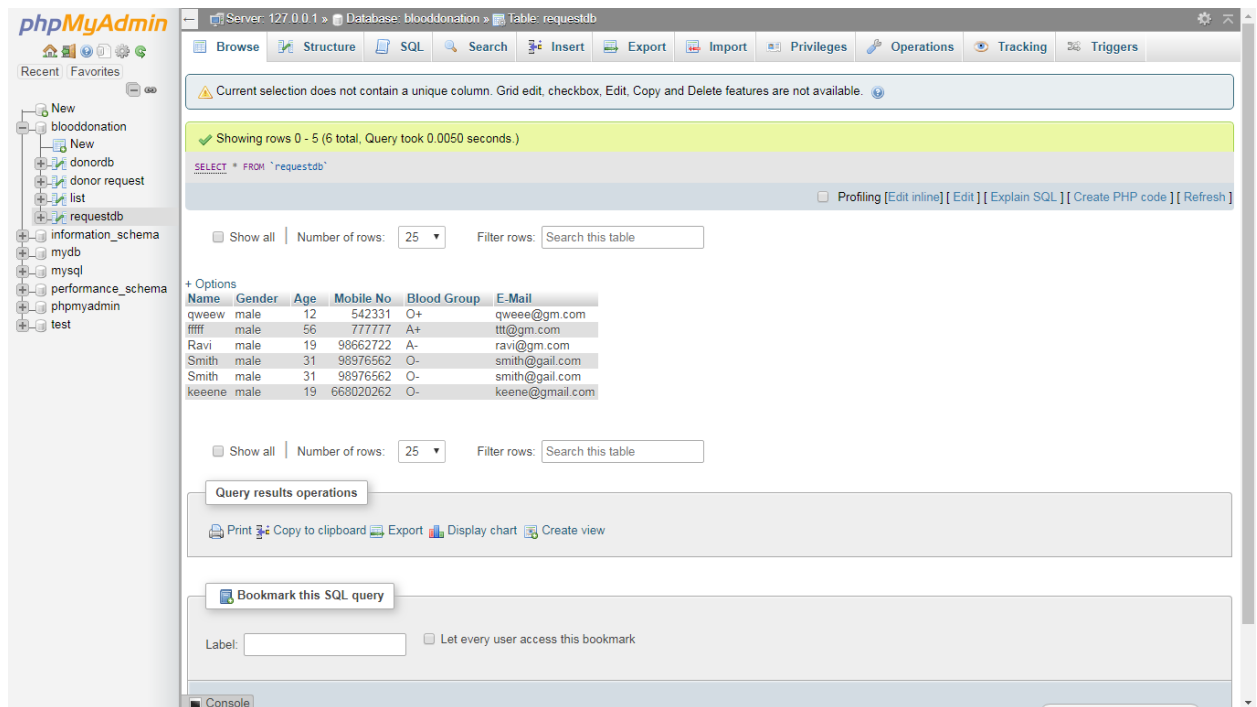 phpMyAdmin
Recent Favorites
New
blooddonation
New
donordb
donor request
list
requestdb
information_schema
mydb
mysql
performance_schema
phpmyadmin
test
Server: 127.0.0.1 » Database: blooddonation » Table: requestdb
Browse Structure SQL Search Insert Export Import Privileges Operations Tracking Triggers
Current selection does not contain a unique column. Grid edit, checkbox, Edit, Copy and Delete features are not available.
Showing rows 0 - 5 (6 total, Query took 0.0050 seconds.)
SELECT * FROM `requestdb`
Profiling [Edit inline] [ Edit ] [ Explain SQL ] [ Create PHP code ] [ Refresh ]
Show all Number of rows: 25 Filter rows: Search this table
+ Options
Name Gender Age Mobile No Blood Group E-Mail
qweew male 12 542331 O+ qweee@gm.com
ffffff male 56 777777 A+ ttt@gm.com
Ravi male 19 98662722 A- ravi@gm.com
Smith male 31 98976562 O- smith@gail.com
Smith male 31 98976562 O- smith@gail.com
keeene male 19 668020262 O- keene@gmail.com
Show all Number of rows: 25 Filter rows: Search this table
Query results operations
Print Copy to clipboard Export Display chart Create view
Bookmark this SQL query
Label: Let every user access this bookmark
Console